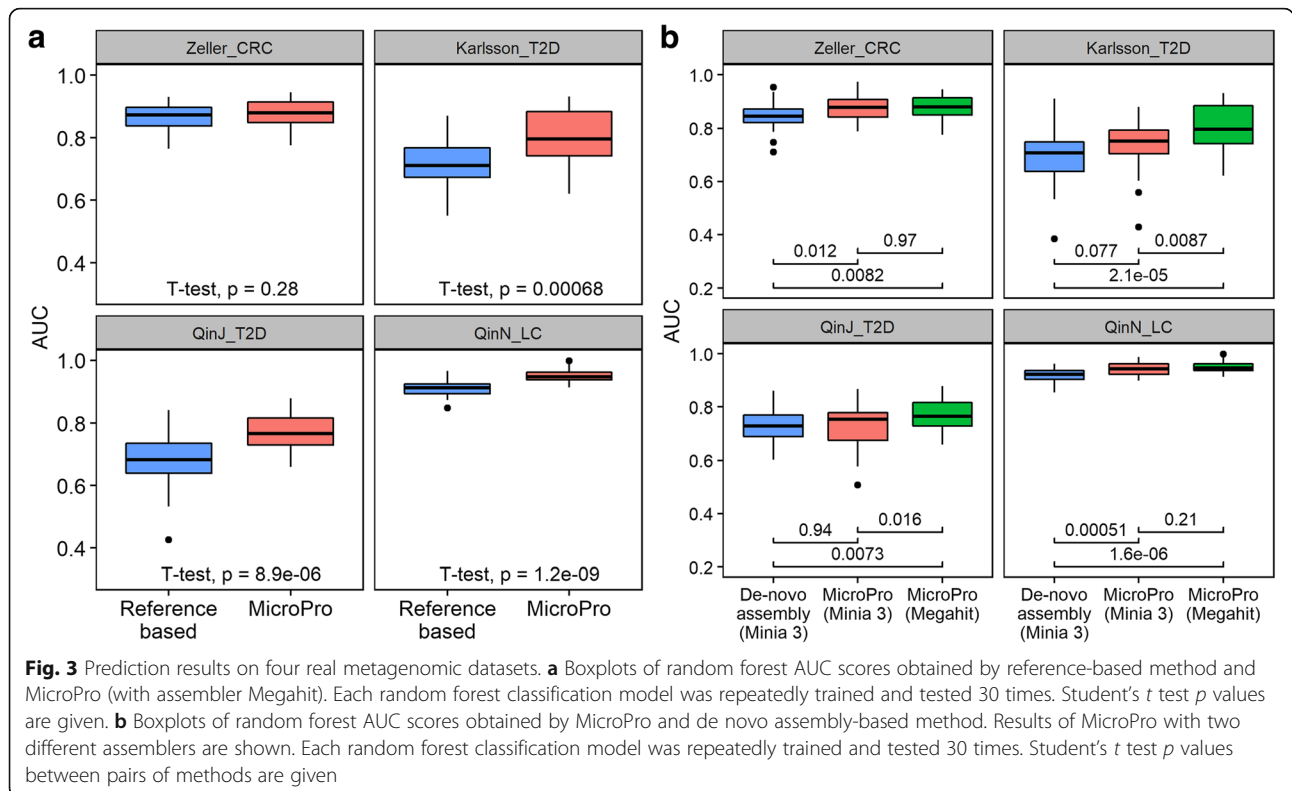 a
Zeller_CRC
Karlsson_T2D
1.0
0.8
0.6
0.4
T-test, p = 0.28
T-test, p = 0.00068
AUC
QinJ_T2D
QinN_LC
1.0
0.8
0.6
0.4
T-test, p = 8.9e-06
T-test, p = 1.2e-09
Reference based
MicroPro
Reference based
MicroPro
b
Zeller_CRC
Karlsson_T2D
1.0
0.8
0.6
0.4
0.2
0.012
0.97
0.0082
0.077
0.0087
2.1e-05
AUC
QinJ_T2D
QinN_LC
1.0
0.8
0.6
0.4
0.2
0.94
0.016
0.0073
0.00051
0.21
1.6e-06
De-novo assembly (Minia 3)
MicroPro (Minia 3)
MicroPro (Megahit)
De-novo assembly (Minia 3)
MicroPro (Minia 3)
MicroPro (Megahit)
Fig. 3 Prediction results on four real metagenomic datasets. a Boxplots of random forest AUC scores obtained by reference-based method and
MicroPro (with assembler Megahit). Each random forest classification model was repeatedly trained and tested 30 times. Student's t test p values
are given. b Boxplots of random forest AUC scores obtained by MicroPro and de novo assembly-based method. Results of MicroPro with two
different assemblers are shown. Each random forest classification model was repeatedly trained and tested 30 times. Student's t test p values
between pairs of methods are given